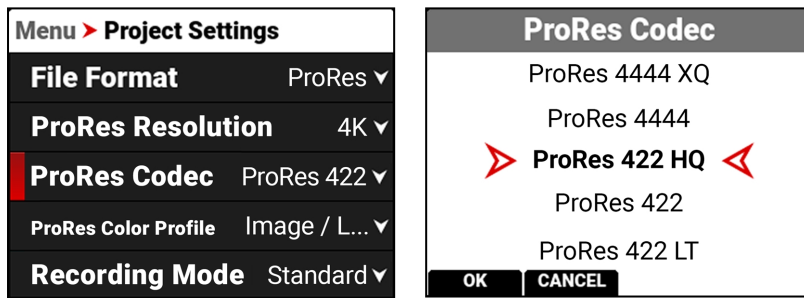 Menu > Project Settings
File Format ProRes
ProRes Resolution 4K
ProRes Codec ProRes 422
ProRes Color Profile Image / L...
Recording Mode Standard
ProRes Codec
ProRes 4444 XQ
ProRes 4444
ProRes 422 HQ
ProRes 422
ProRes 422 LT
OK CANCEL